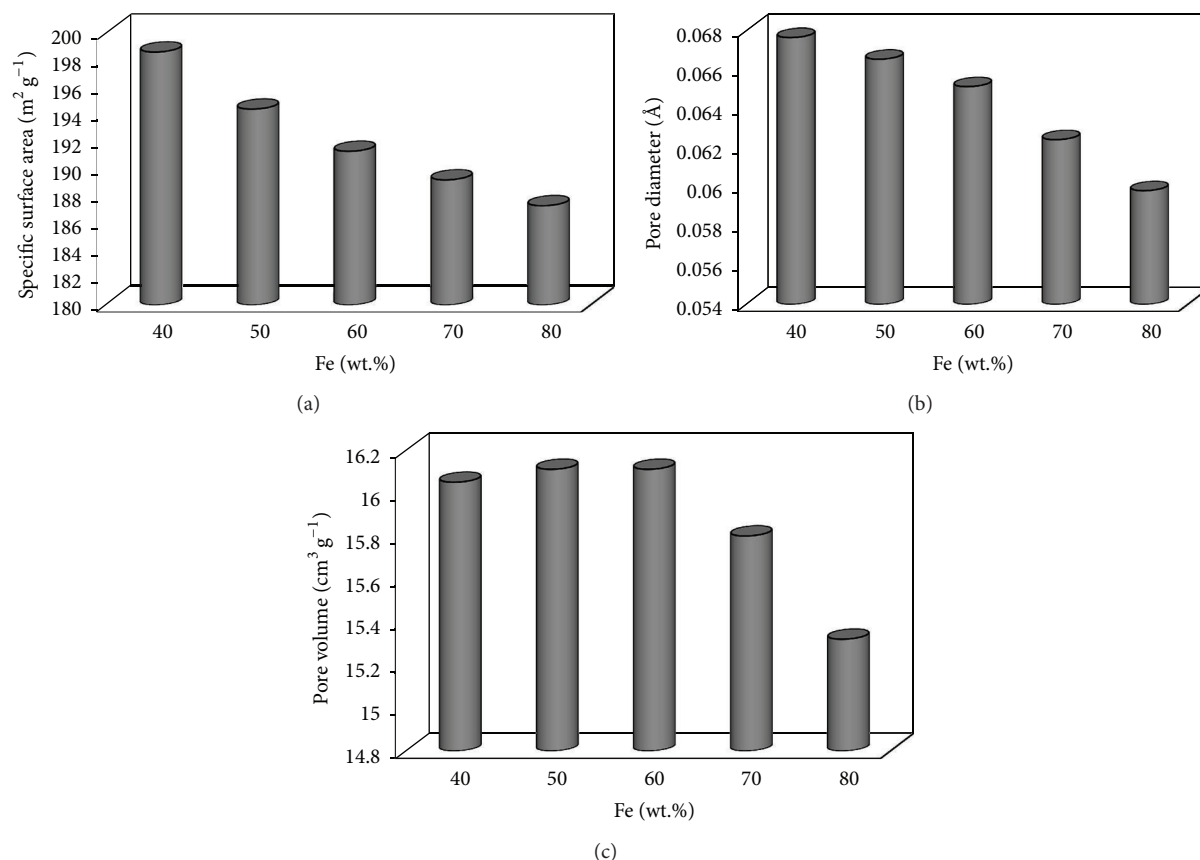 200
198
196
194
192
190
188
186
184
182
180
Specific surface area (m² g⁻¹)
40 50 60 70 80
Fe (wt.%)
(a)
0.068
0.066
0.064
0.062
0.06
0.058
0.056
0.054
Pore diameter (Å)
40 50 60 70 80
Fe (wt.%)
(b)
16.2
16
15.8
15.6
15.4
15.2
15
14.8
Pore volume (cm³ g⁻¹)
40 50 60 70 80
Fe (wt.%)
(c)